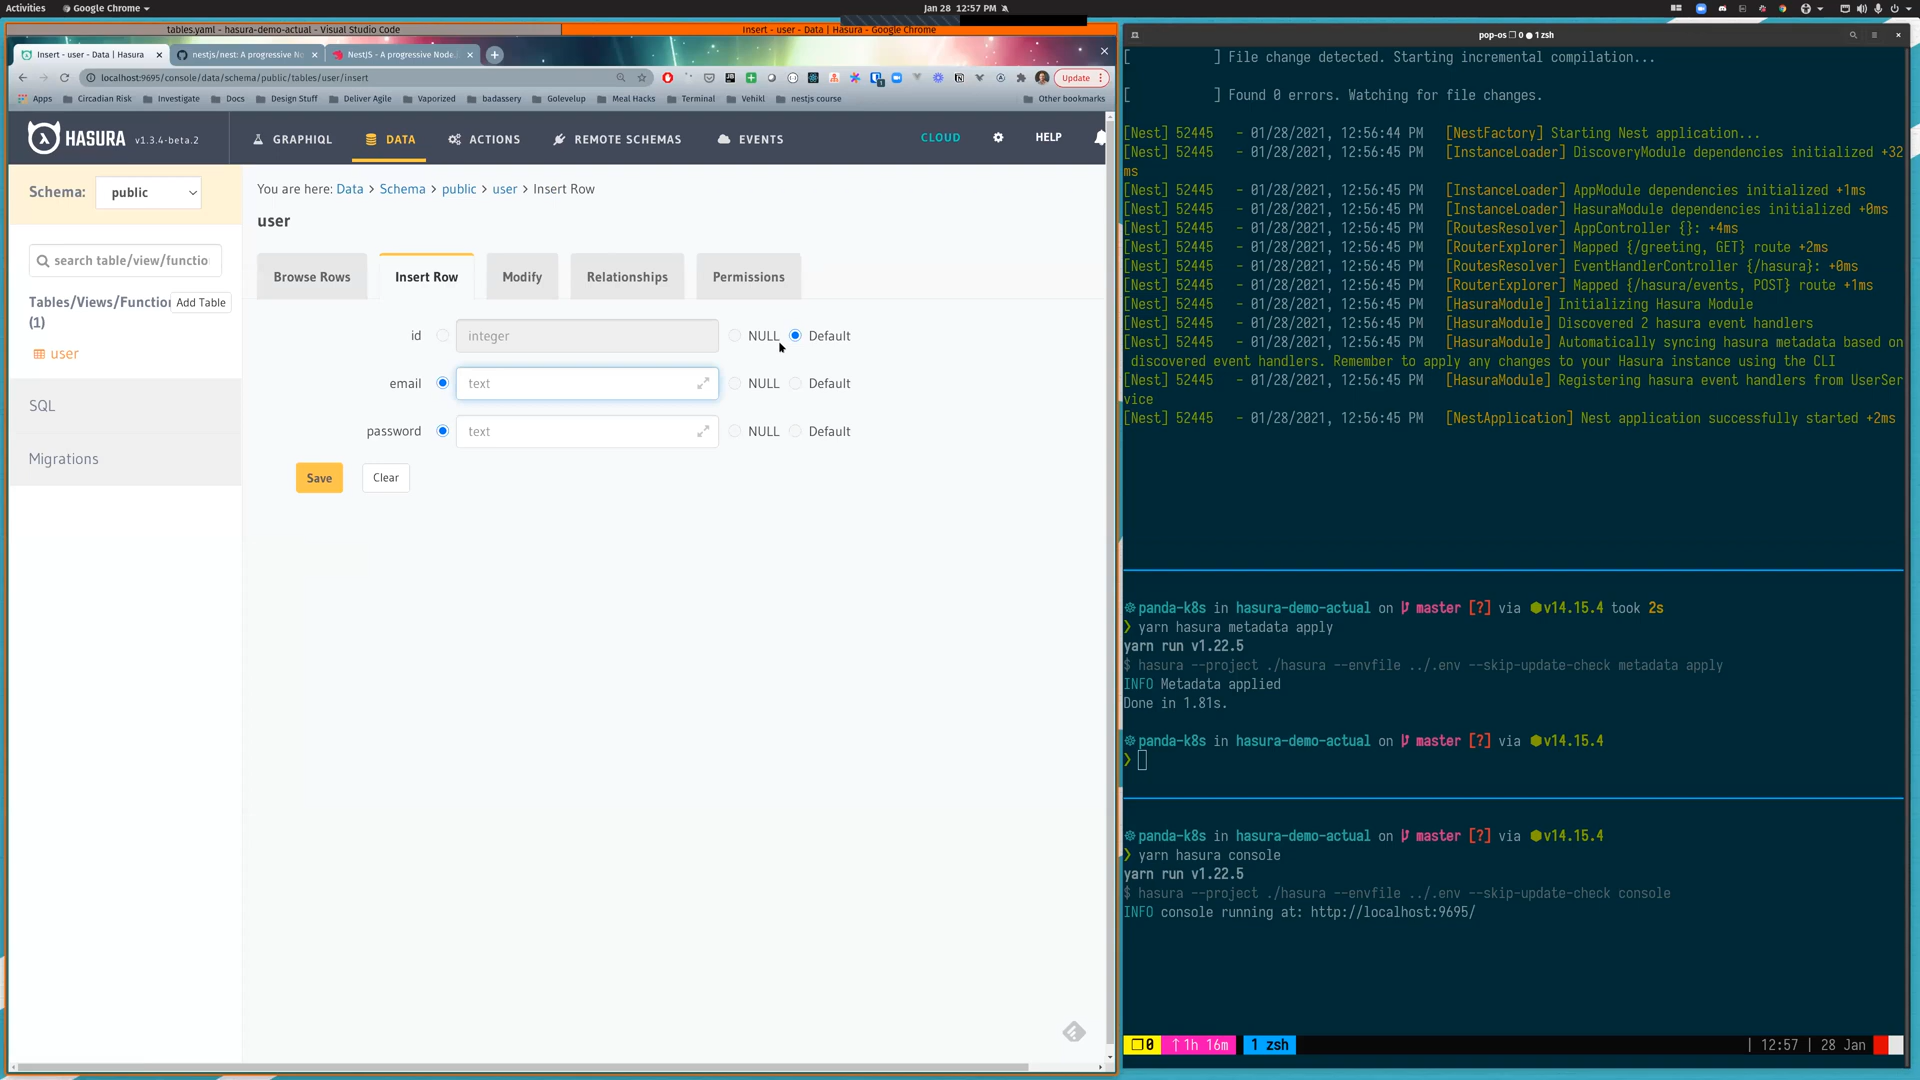 Activities
Google Chrome
Jan 28 12:57 PM
tables.yaml - hasura-demo-actual - Visual Studio Code
Insert - user - Data | Hasura - Google Chrome
Insert - user - Data | Hasura
nestjs/nest: A progressive No
NestJS - A progressive Node.
localhost:9695/console/data/schema/public/tables/user/insert
Update
Apps
Circadian Risk
Investigate
Docs
Design Stuff
Deliver Agile
Vaporized
badassery
Golevelup
Meal Hacks
Terminal
Vehikl
nestjs course
Other bookmarks
HASURA v1.3.4-beta.2
GRAPHIQL
DATA
ACTIONS
REMOTE SCHEMAS
EVENTS
CLOUD
HELP
Schema:
public
search table/view/functio
Tables/Views/Function
(1)
Add Table
user
SQL
Migrations
You are here: Data > Schema > public > user > Insert Row
user
Browse Rows
Insert Row
Modify
Relationships
Permissions
id integer NULL Default
email text NULL Default
password text NULL Default
Save
Clear
pop-os ❐ 0 ● 1 zsh
[ ] File change detected. Starting incremental compilation...
[ ] Found 0 errors. Watching for file changes.
[Nest] 52445 - 01/28/2021, 12:56:44 PM [NestFactory] Starting Nest application...
[Nest] 52445 - 01/28/2021, 12:56:45 PM [InstanceLoader] DiscoveryModule dependencies initialized +32
ms
[Nest] 52445 - 01/28/2021, 12:56:45 PM [InstanceLoader] AppModule dependencies initialized +1ms
[Nest] 52445 - 01/28/2021, 12:56:45 PM [InstanceLoader] HasuraModule dependencies initialized +0ms
[Nest] 52445 - 01/28/2021, 12:56:45 PM [RoutesResolver] AppController {}: +4ms
[Nest] 52445 - 01/28/2021, 12:56:45 PM [RouterExplorer] Mapped {/greeting, GET} route +2ms
[Nest] 52445 - 01/28/2021, 12:56:45 PM [RoutesResolver] EventHandlerController {/hasura}: +0ms
[Nest] 52445 - 01/28/2021, 12:56:45 PM [RouterExplorer] Mapped {/hasura/events, POST} route +1ms
[Nest] 52445 - 01/28/2021, 12:56:45 PM [HasuraModule] Initializing Hasura Module
[Nest] 52445 - 01/28/2021, 12:56:45 PM [HasuraModule] Discovered 2 hasura event handlers
[Nest] 52445 - 01/28/2021, 12:56:45 PM [HasuraModule] Automatically syncing hasura metadata based on
discovered event handlers. Remember to apply any changes to your Hasura instance using the CLI
[Nest] 52445 - 01/28/2021, 12:56:45 PM [HasuraModule] Registering hasura event handlers from UserSer
vice
[Nest] 52445 - 01/28/2021, 12:56:45 PM [NestApplication] Nest application successfully started +2ms
☸ panda-k8s in hasura-demo-actual on master [?] via ⬢ v14.15.4 took 2s
❯ yarn hasura metadata apply
yarn run v1.22.5
$ hasura --project ./hasura --envfile ../.env --skip-update-check metadata apply
INFO Metadata applied
Done in 1.81s.
☸ panda-k8s in hasura-demo-actual on master [?] via ⬢ v14.15.4
❯
☸ panda-k8s in hasura-demo-actual on master [?] via ⬢ v14.15.4
❯ yarn hasura console
yarn run v1.22.5
$ hasura --project ./hasura --envfile ../.env --skip-update-check console
INFO console running at: http://localhost:9695/
❐ 0 ↑ 1h 16m 1 zsh
| 12:57 | 28 Jan